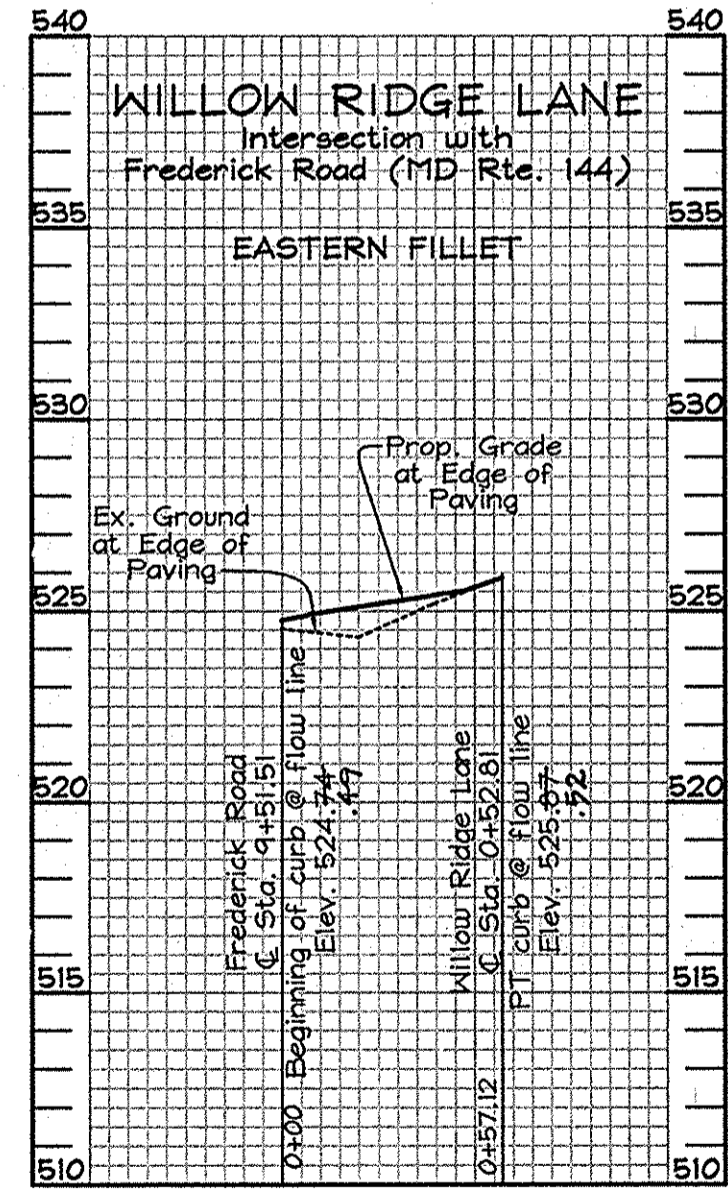 540 540
WILLOW RIDGE LANE
Intersection with
Frederick Road (MD Rte. 144)
535 535
EASTERN FILLET
530 530
Prop. Grade
at Edge of
Paving
Ex. Ground
at Edge of
Paving
525 525
Frederick Road
℄ Sta. 9+51.51
0+00 Beginning of curb @ flow line
Elev. 524.74
.49
Willow Ridge Lane
℄ Sta. 0+52.81
0+57.12
PT curb @ flow line
Elev. 525.87
.52
520 520
515 515
510 510